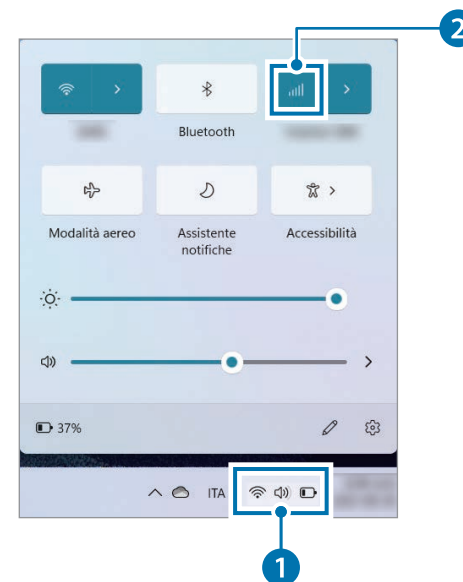 2
Bluetooth
Modalità aereo
Assistente
notifiche
Accessibilità
37%
ITA
1